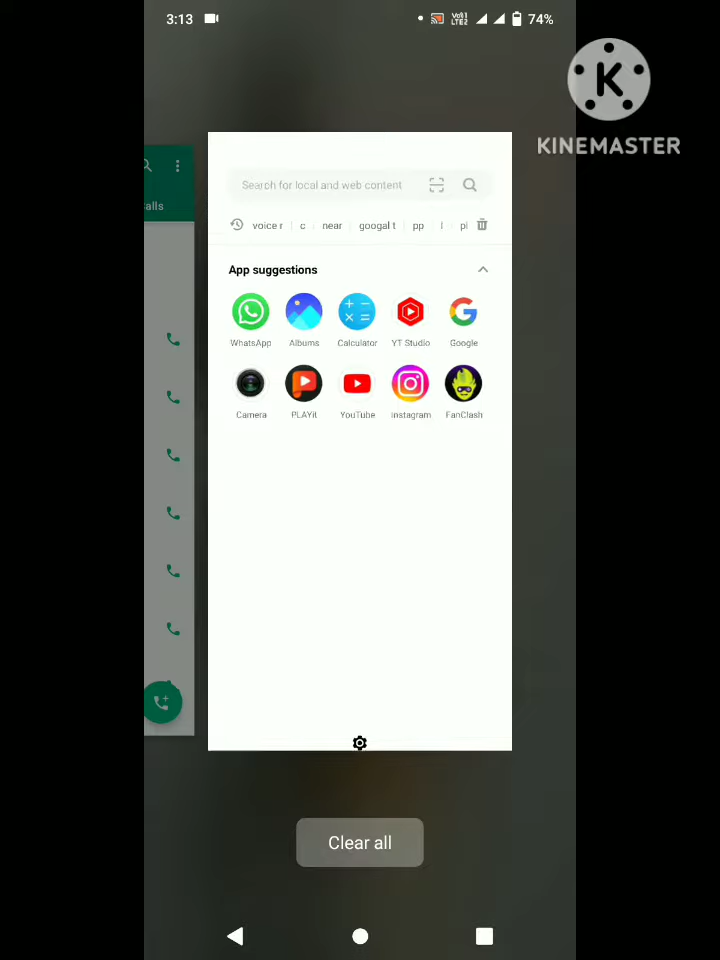 3:13 74%
K
KINEMASTER
Calls
Search for local and web content
voice r c near googal t pp
App suggestions
WhatsApp Albums Calculator YT Studio Google
Camera PLAYit YouTube Instagram FanClash
Clear all